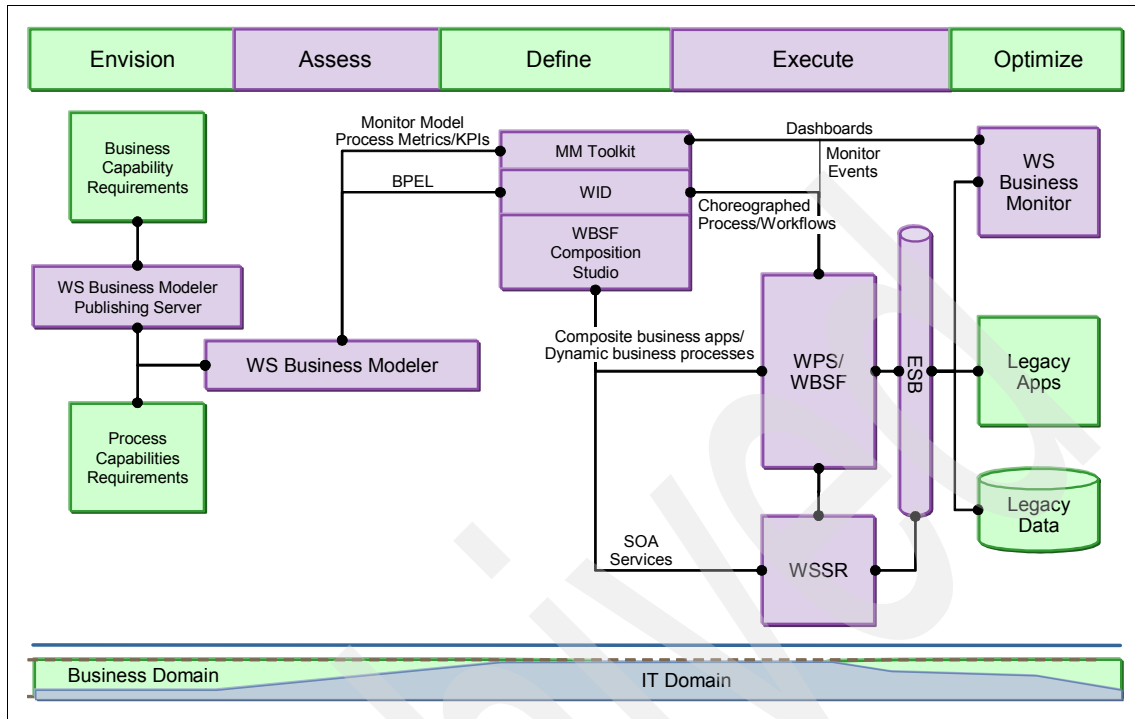 Envision
Assess
Define
Execute
Optimize
Business
Capability
Requirements
WS Business Modeler
Publishing Server
Process
Capabilities
Requirements
WS Business Modeler
Monitor Model
Process Metrics/KPIs
BPEL
MM Toolkit
WID
WBSF
Composition
Studio
Dashboards
Monitor
Events
Choreographed
Process/Workflows
Composite business apps/
Dynamic business processes
SOA
Services
WPS/
WBSF
WSSR
ESB
WS
Business
Monitor
Legacy
Apps
Legacy
Data
Business Domain
IT Domain